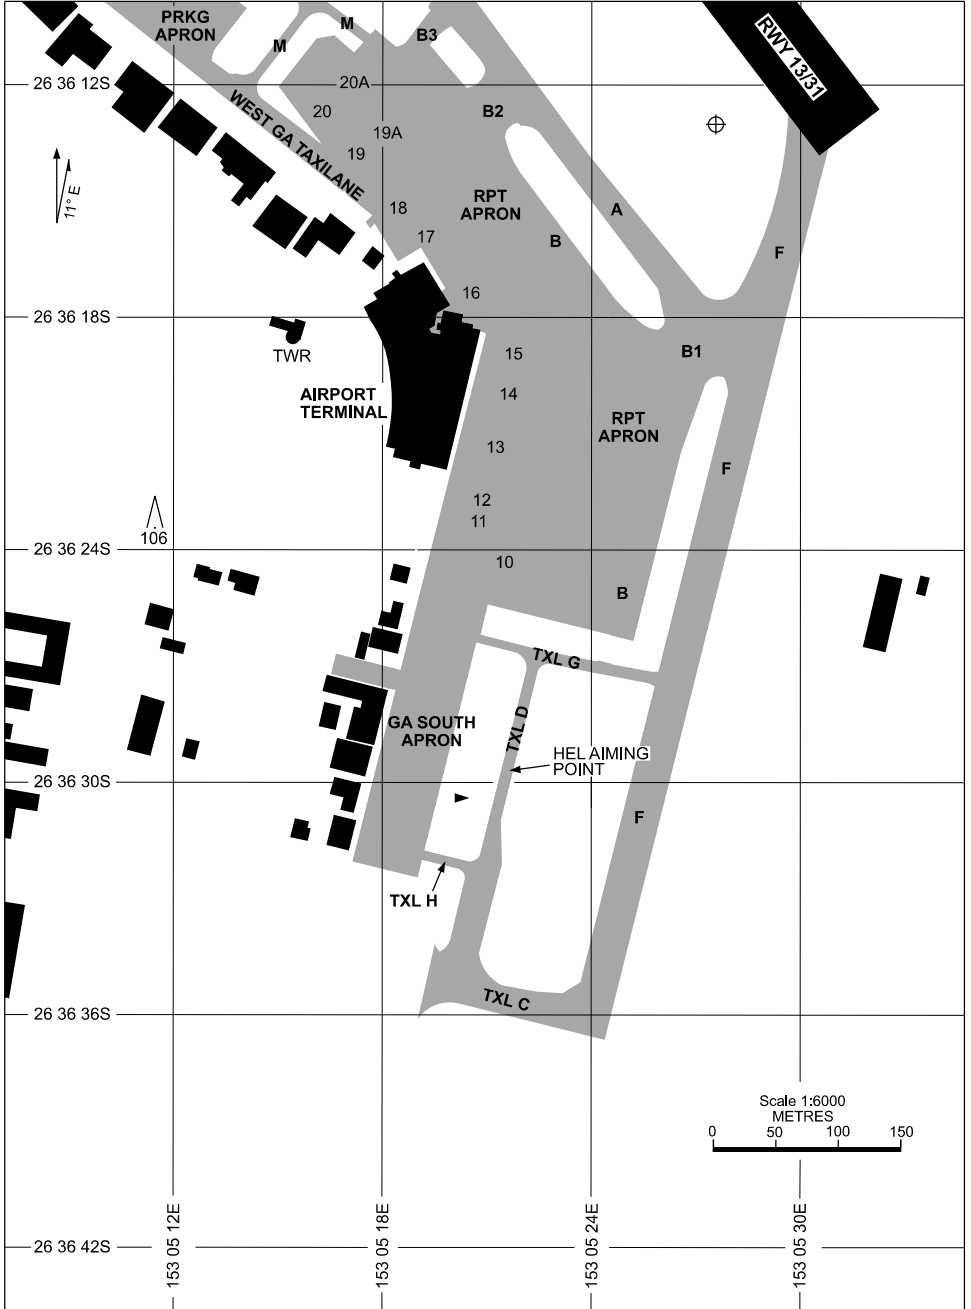 M
B3
PRKG
APRON
M
RWY 13/31
26 36 12S
20A
20
B2
WEST GA TAXILANE
19A
19
11° E
RPT
APRON
18
A
17
B
F
16
26 36 18S
TWR
15
B1
AIRPORT
TERMINAL
14
RPT
APRON
13
F
12
11
106
26 36 24S
10
B
TXL G
GA SOUTH
APRON
TXL D
HEL AIMING
POINT
26 36 30S
F
TXL H
TXL C
26 36 36S
Scale 1:6000
METRES
0 50 100 150
26 36 42S
153 05 12E
153 05 18E
153 05 24E
153 05 30E